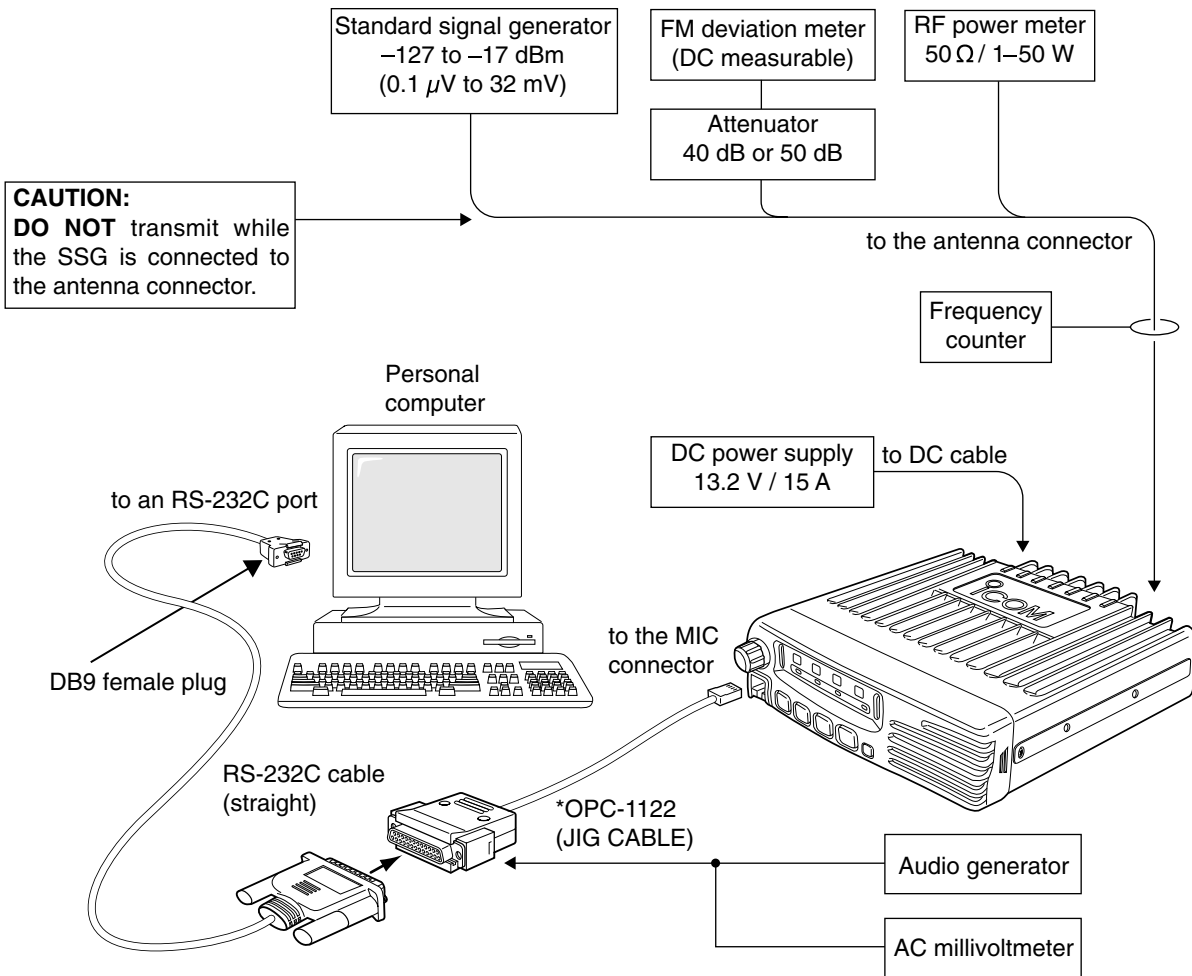 Standard signal generator
–127 to –17 dBm
(0.1 µV to 32 mV)
FM deviation meter
(DC measurable)
RF power meter
50 Ω / 1–50 W
Attenuator
40 dB or 50 dB
CAUTION:
DO NOT transmit while
the SSG is connected to
the antenna connector.
to the antenna connector
Frequency
counter
Personal
computer
DC power supply
13.2 V / 15 A
to DC cable
to an RS-232C port
ICOM
to the MIC
connector
DB9 female plug
RS-232C cable
(straight)
*OPC-1122
(JIG CABLE)
Audio generator
AC millivoltmeter